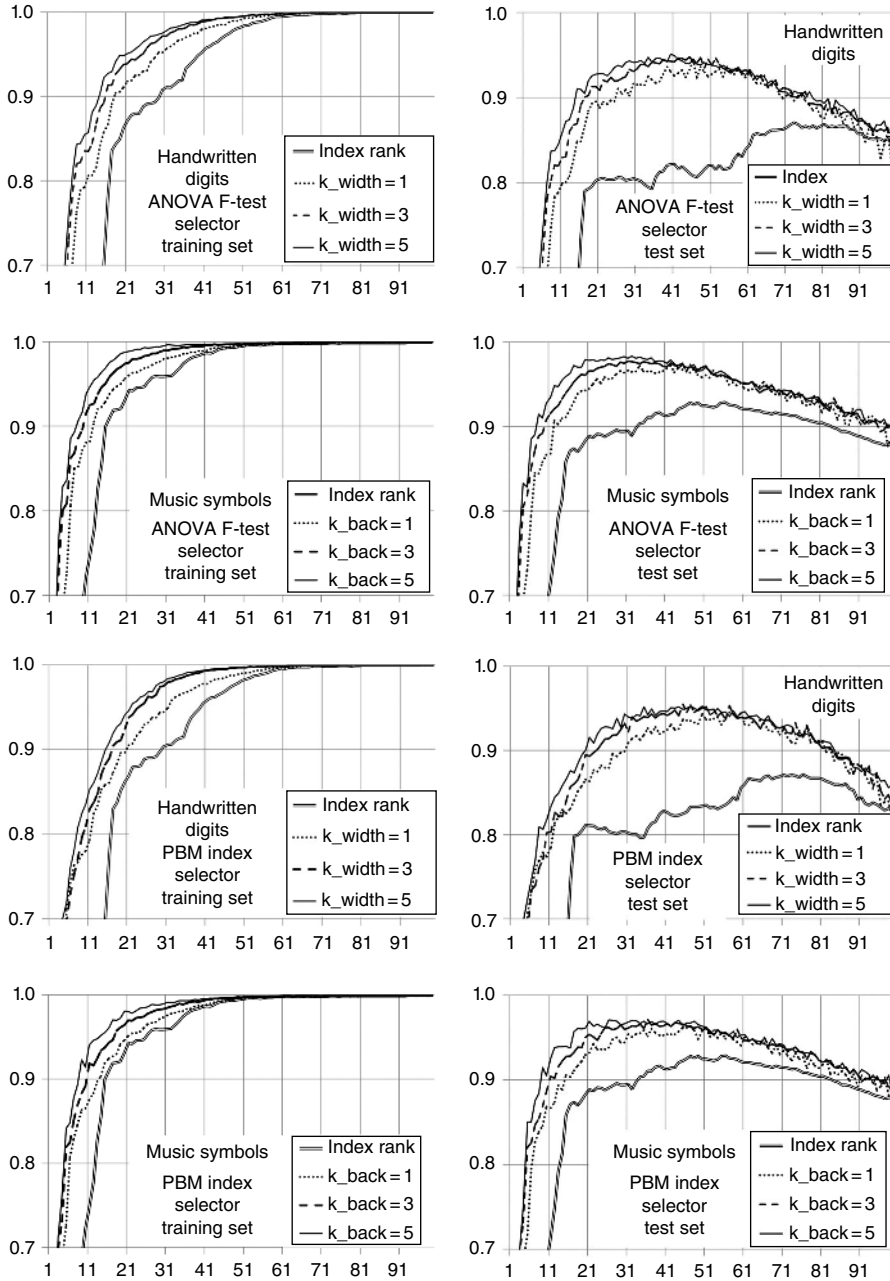 1.0
0.9
0.8
0.7
Handwritten
digits
ANOVA F-test
selector
training set
Index rank
k_width = 1
k_width = 3
k_width = 5
1 11 21 31 41 51 61 71 81 91
1.0
0.9
0.8
0.7
Handwritten
digits
ANOVA F-test
selector
test set
Index
k_width = 1
k_width = 3
k_width = 5
1 11 21 31 41 51 61 71 81 91
1.0
0.9
0.8
0.7
Music symbols
ANOVA F-test
selector
training set
Index rank
k_back = 1
k_back = 3
k_back = 5
1 11 21 31 41 51 61 71 81 91
1.0
0.9
0.8
0.7
Music symbols
ANOVA F-test
selector
test set
Index rank
k_back = 1
k_back = 3
k_back = 5
1 11 21 31 41 51 61 71 81 91
1.0
0.9
0.8
0.7
Handwritten
digits
PBM index
selector
training set
Index rank
k_width = 1
k_width = 3
k_width = 5
1 11 21 31 41 51 61 71 81 91
1.0
0.9
0.8
0.7
Handwritten
digits
PBM index
selector
test set
Index rank
k_width = 1
k_width = 3
k_width = 5
1 11 21 31 41 51 61 71 81 91
1.0
0.9
0.8
0.7
Music symbols
PBM index
selector
training set
Index rank
k_back = 1
k_back = 3
k_back = 5
1 11 21 31 41 51 61 71 81 91
1.0
0.9
0.8
0.7
Music symbols
PBM index
selector
test set
Index rank
k_back = 1
k_back = 3
k_back = 5
1 11 21 31 41 51 61 71 81 91